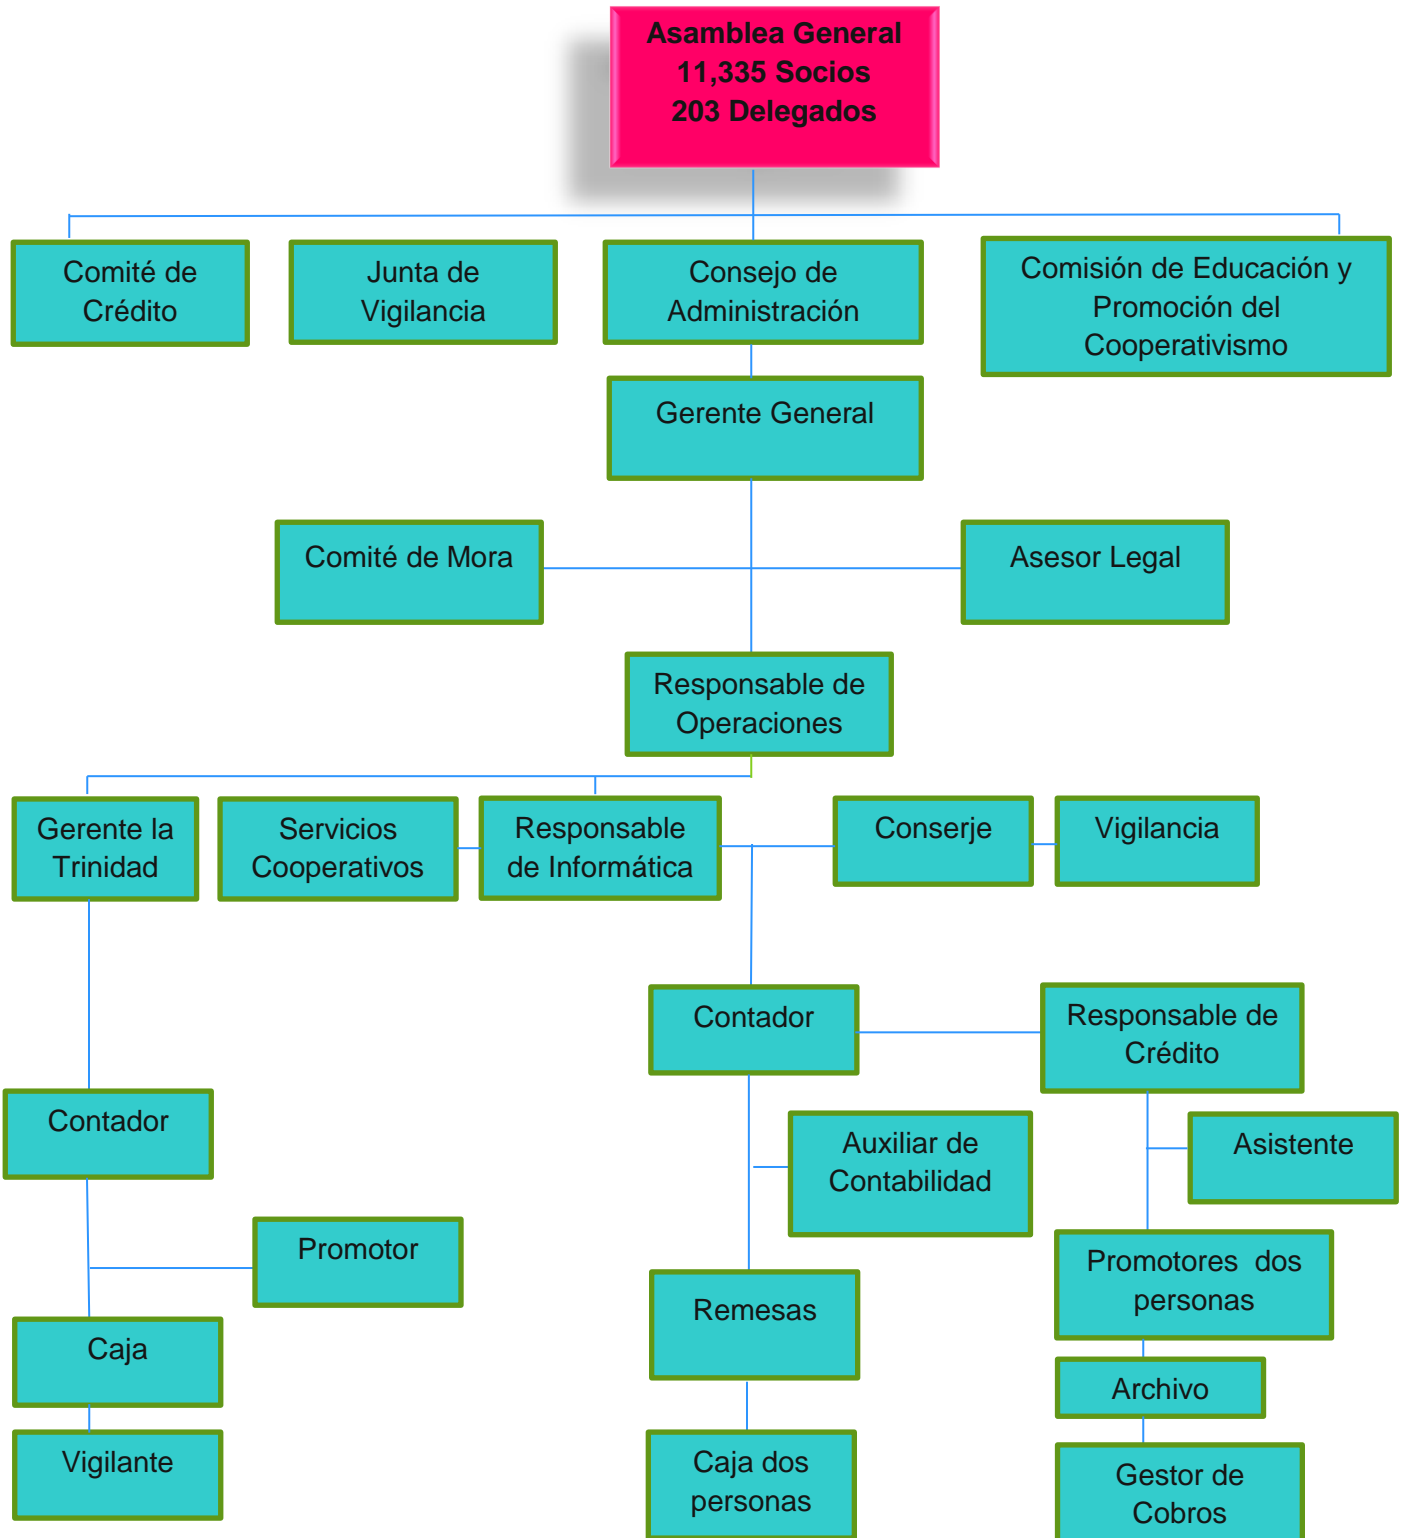 Asamblea General
11,335 Socios
203 Delegados
Comité de
Crédito
Junta de
Vigilancia
Consejo de
Administración
Comisión de Educación y
Promoción del
Cooperativismo
Gerente General
Comité de Mora
Asesor Legal
Responsable de
Operaciones
Gerente la
Trinidad
Servicios
Cooperativos
Responsable
de Informática
Conserje
Vigilancia
Contador
Responsable de
Crédito
Contador
Auxiliar de
Contabilidad
Asistente
Promotor
Promotores dos
personas
Remesas
Caja
Archivo
Vigilante
Caja dos
personas
Gestor de
Cobros